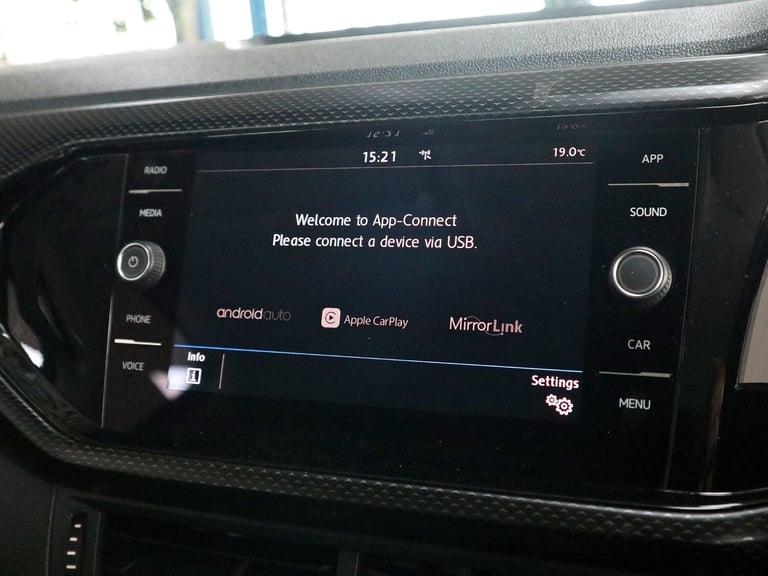 15:21
19.0°C
RADIO
MEDIA
PHONE
VOICE
Welcome to App-Connect
Please connect a device via USB.
androidauto
Apple CarPlay
MirrorLink
Info
Settings
APP
SOUND
CAR
MENU